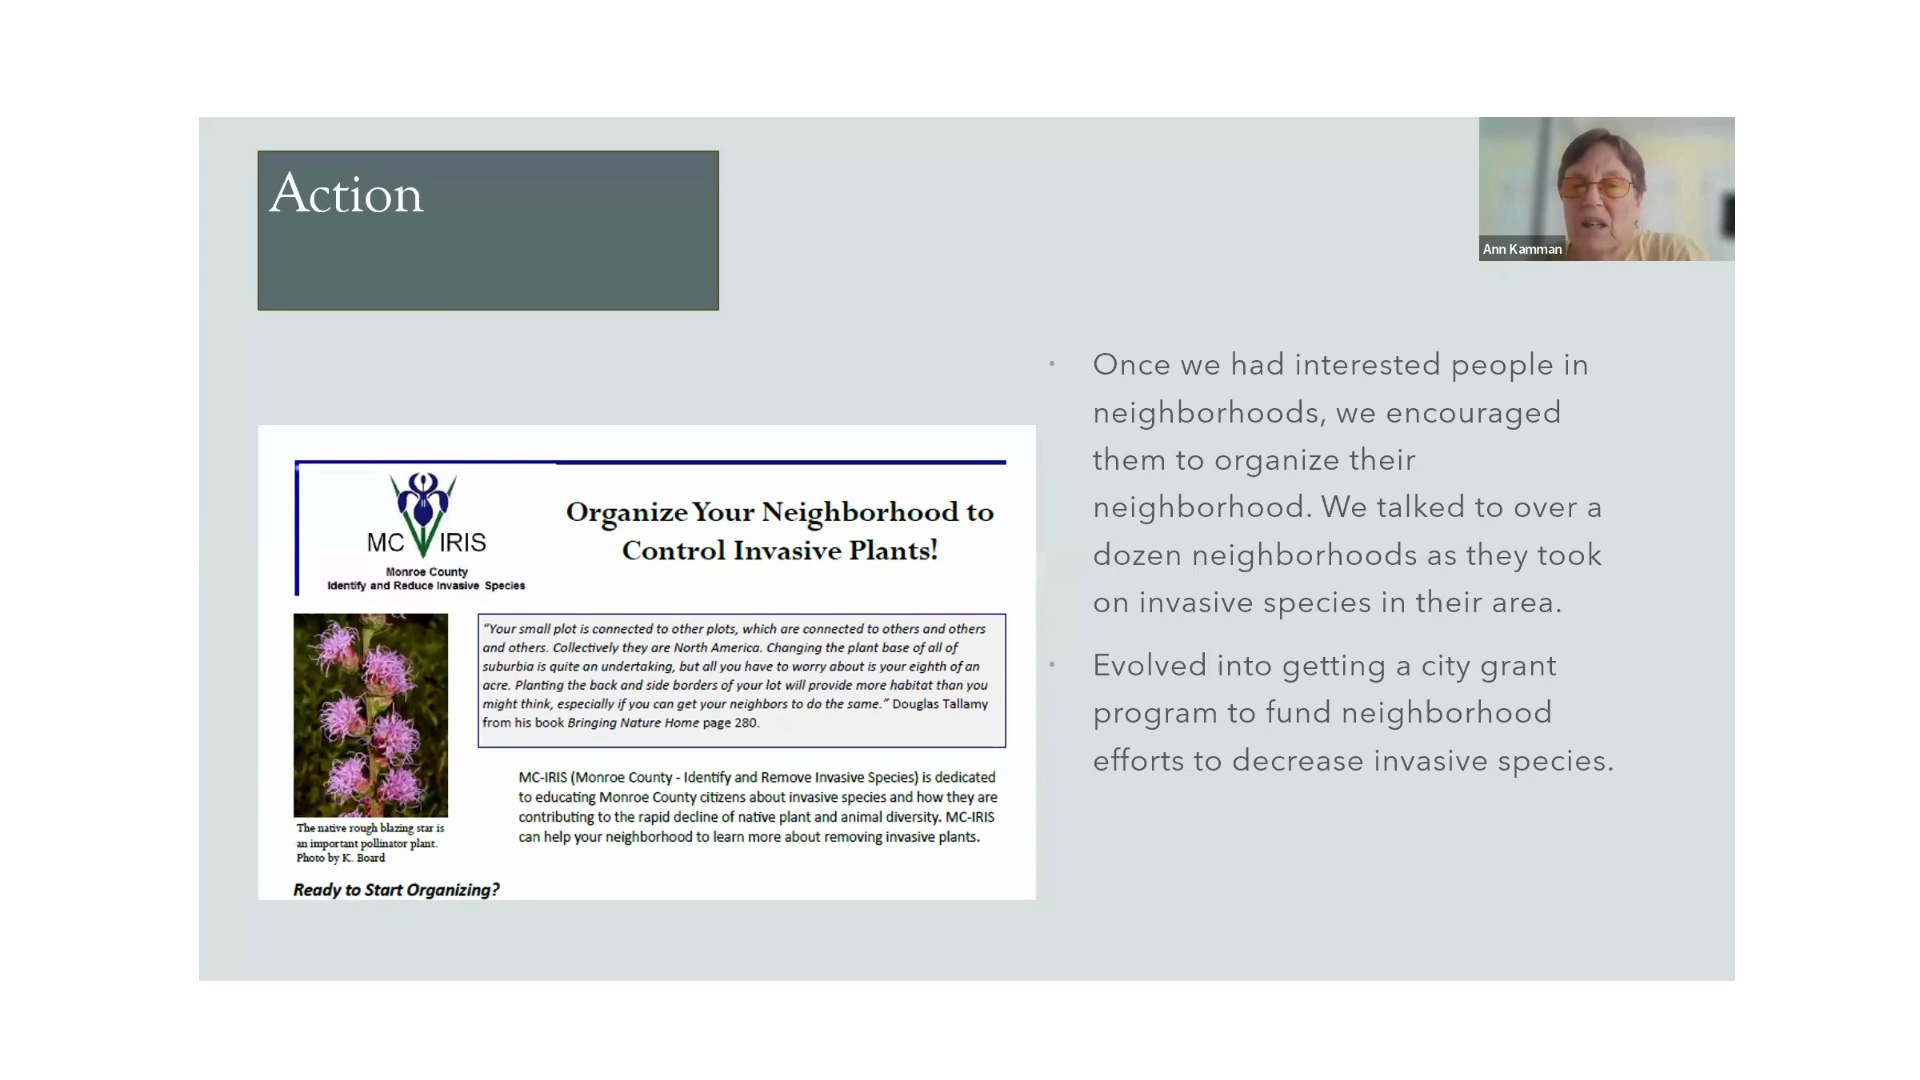 Action
Ann Kamman
MC IRIS
Monroe County
Identify and Reduce Invasive Species
Organize Your Neighborhood to
Control Invasive Plants!
"Your small plot is connected to other plots, which are connected to others and others
and others. Collectively they are North America. Changing the plant base of all of
suburbia is quite an undertaking, but all you have to worry about is your eighth of an
acre. Planting the back and side borders of your lot will provide more habitat than you
might think, especially if you can get your neighbors to do the same." Douglas Tallamy
from his book Bringing Nature Home page 280.
The native rough blazing star is
an important pollinator plant.
Photo by K. Board
MC-IRIS (Monroe County - Identify and Remove Invasive Species) is dedicated
to educating Monroe County citizens about invasive species and how they are
contributing to the rapid decline of native plant and animal diversity. MC-IRIS
can help your neighborhood to learn more about removing invasive plants.
Ready to Start Organizing?
• Once we had interested people in
neighborhoods, we encouraged
them to organize their
neighborhood. We talked to over a
dozen neighborhoods as they took
on invasive species in their area.
• Evolved into getting a city grant
program to fund neighborhood
efforts to decrease invasive species.